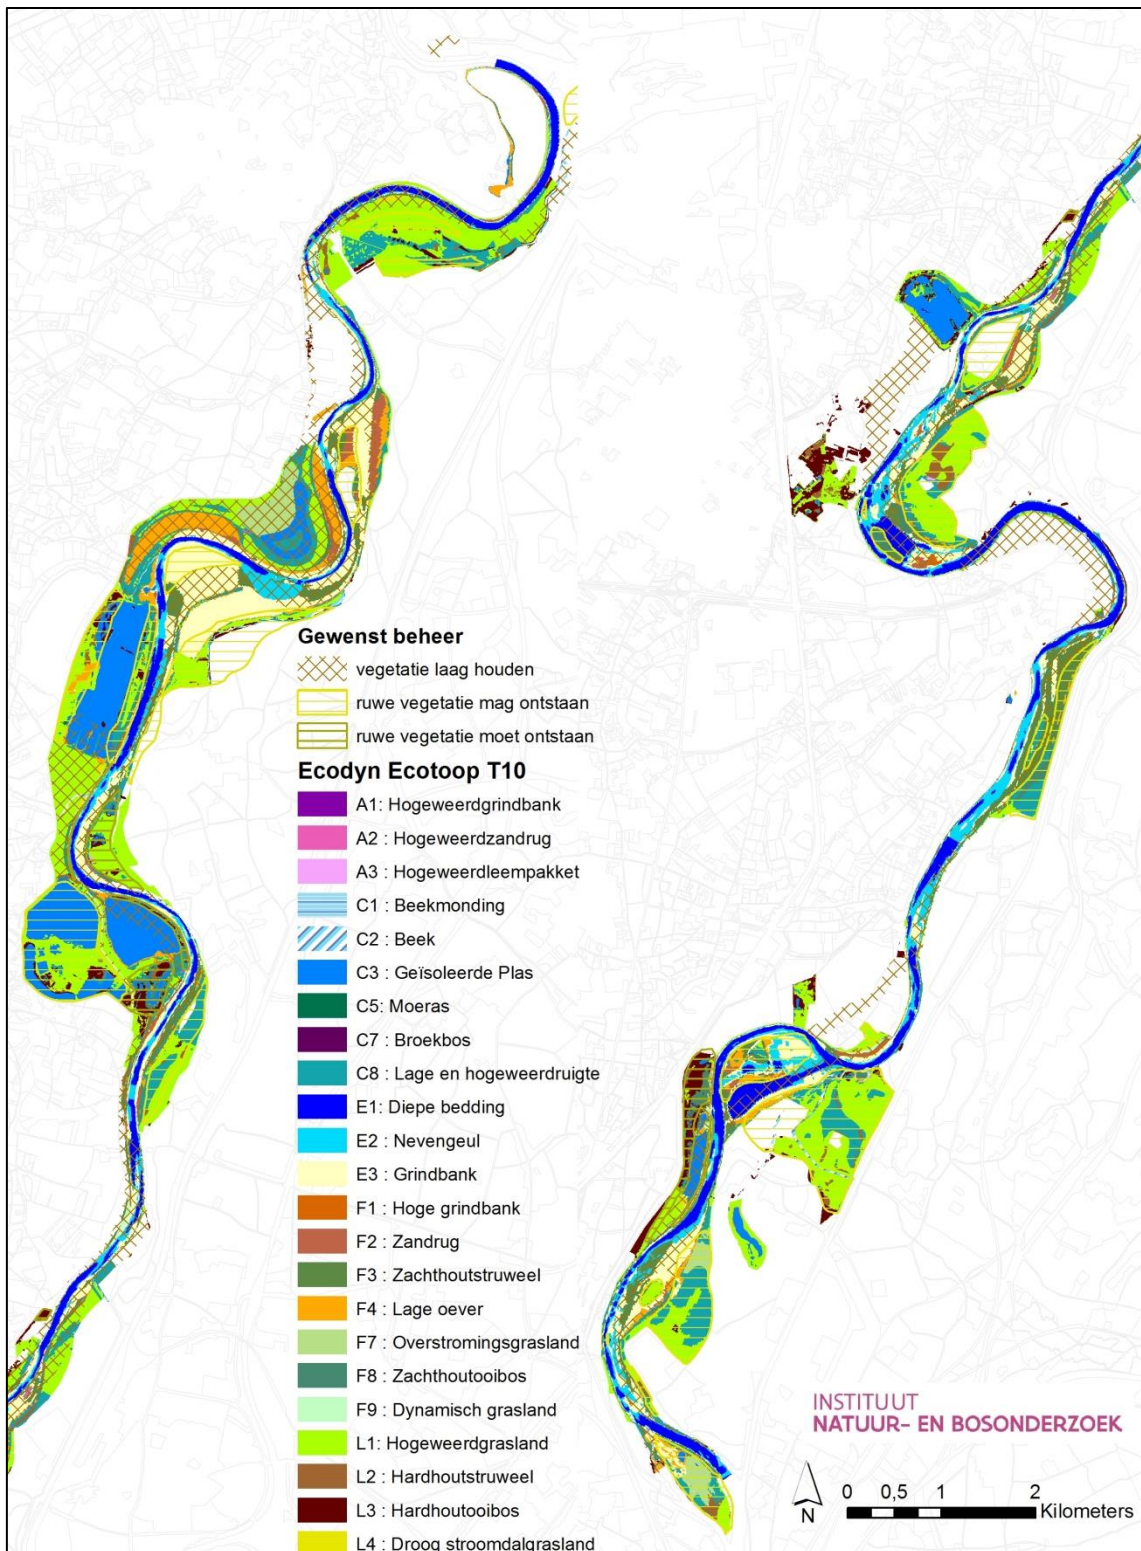 Gewenst beheer
vegetatie laag houden
ruwe vegetatie mag ontstaan
ruwe vegetatie moet ontstaan
Ecodyn Ecotoop T10
A1: Hogeweerdgrindbank
A2 : Hogeweerdzandrug
A3 : Hogeweerdleempakket
C1 : Beekmonding
C2 : Beek
C3 : Geïsoleerde Plas
C5: Moeras
C7 : Broekbos
C8 : Lage en hogeweerdruigte
E1: Diepe bedding
E2 : Nevengeul
E3 : Grindbank
F1 : Hoge grindbank
F2 : Zandrug
F3 : Zachthoutstruweel
F4 : Lage oever
F7 : Overstromingsgrasland
F8 : Zachthoutooibos
F9 : Dynamisch grasland
L1: Hogeweerdgrasland
L2 : Hardhoutstruweel
L3 : Hardhoutooibos
L4 : Droog stroomdalgrasland
INSTITUUT
NATUUR- EN BOSONDERZOEK
N
0 0,5 1 2
Kilometers